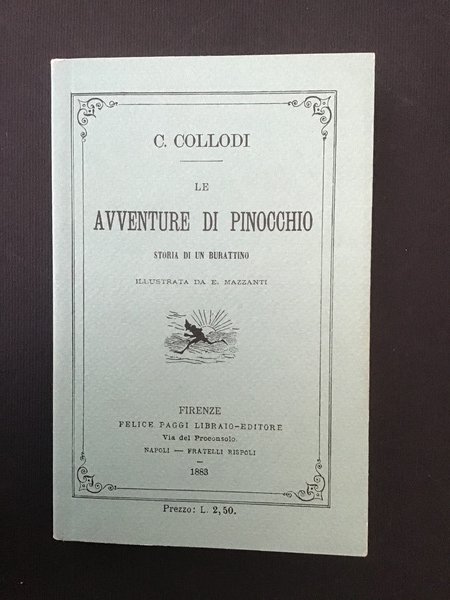 C. COLLODI
LE
AVVENTURE DI PINOCCHIO
STORIA DI UN BURATTINO
ILLUSTRATA DA E. MAZZANTI
FIRENZE
FELICE PAGGI LIBRAIO-EDITORE
Via del Proconsolo.
NAPOLI — FRATELLI RISPOLI
1883
Prezzo: L. 2,50.